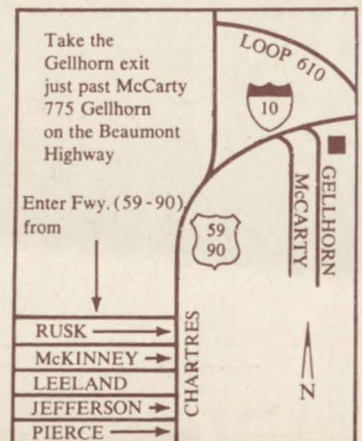 Take the
Gellhorn exit
just past McCarty
775 Gellhorn
on the Beaumont
Highway
LOOP 610
10
McCARTY
GELLHORN
Enter Fwy. (59-90)
from
59
90
CHARTRES
N
RUSK
McKINNEY
LEELAND
JEFFERSON
PIERCE